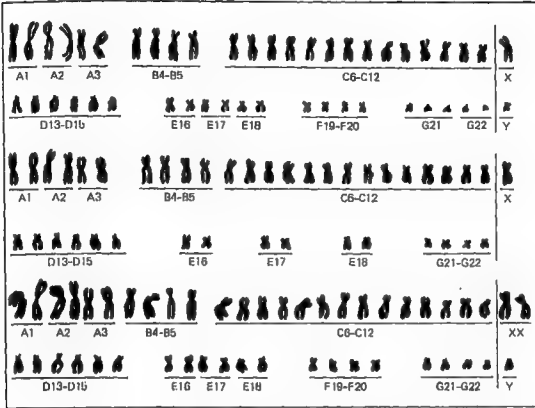 A1 A2 A3 B4-B5 C6-C12 X
D13-D15 E16 E17 E18 F19-F20 G21 G22 Y
A1 A2 A3 B4-B5 C6-C12 X
D13-D15 E16 E17 E18 G21-G22
A1 A2 A3 B4-B5 C6-C12 XX
D13-D15 E16 E17 E18 F19-F20 G21-G22 Y